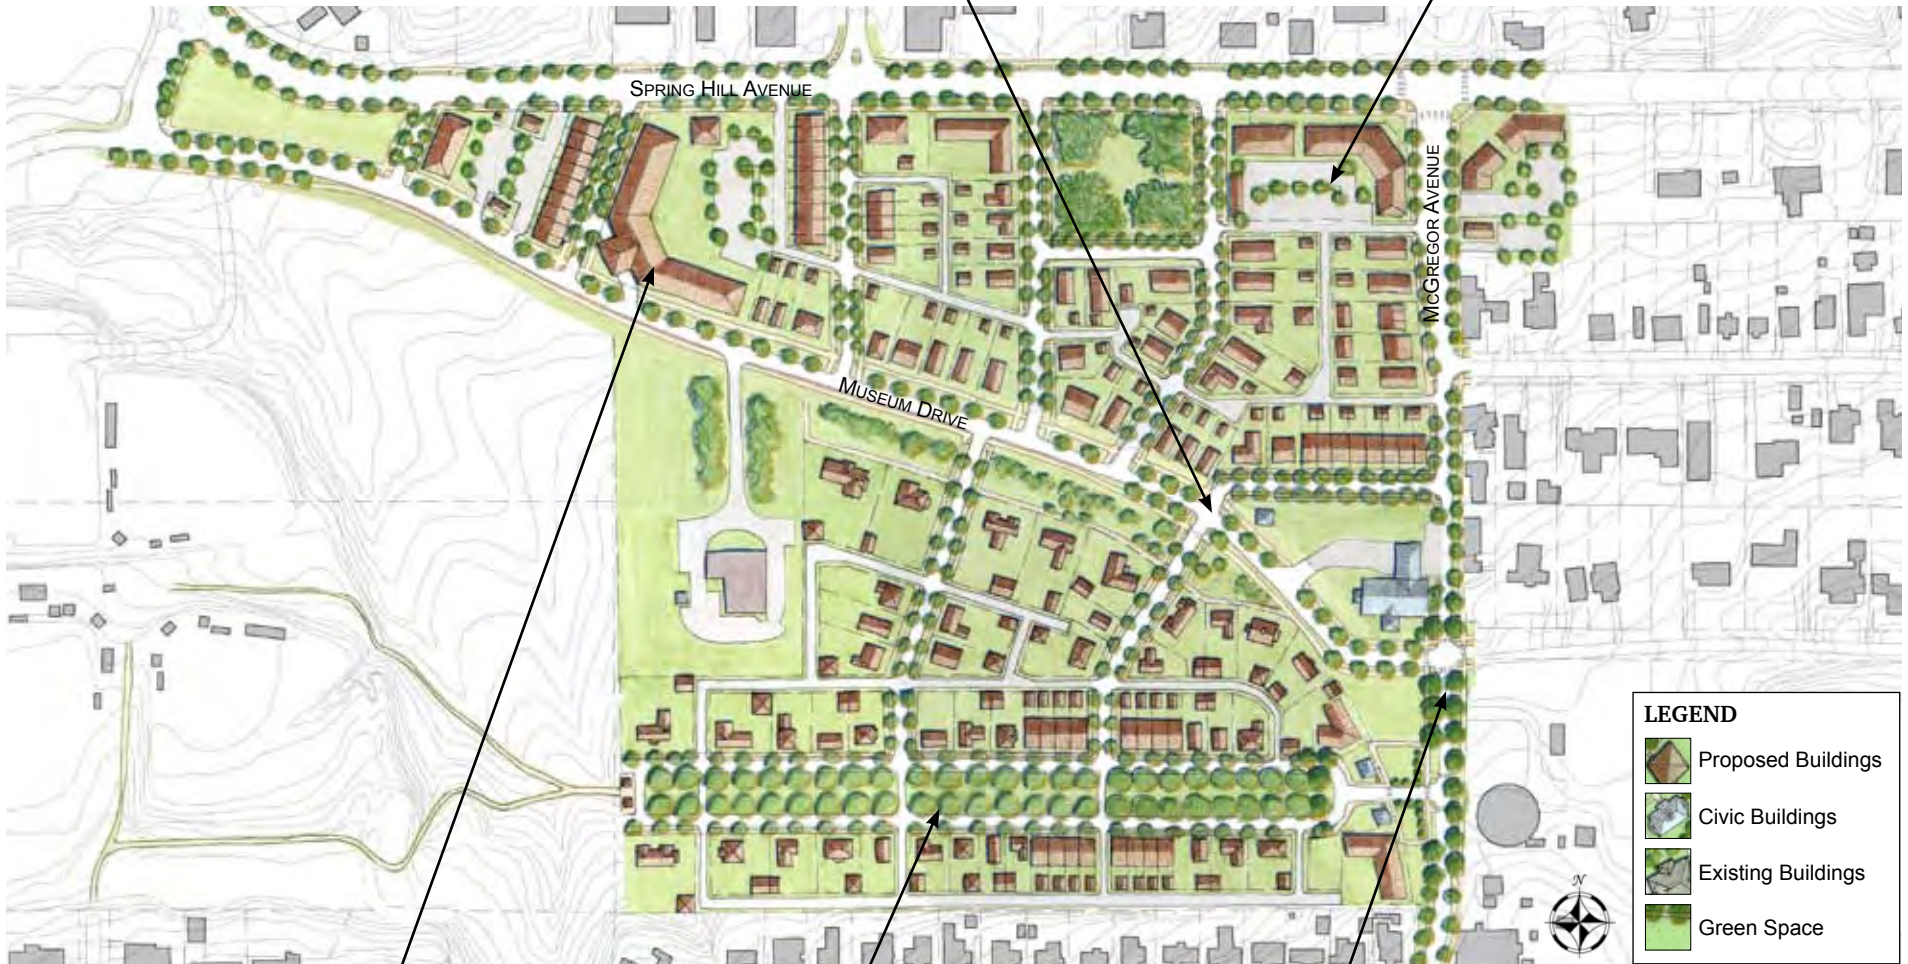 SPRING HILL AVENUE
MCGREGOR AVENUE
MUSEUM DRIVE
LEGEND
Proposed Buildings
Civic Buildings
Existing Buildings
Green Space
N